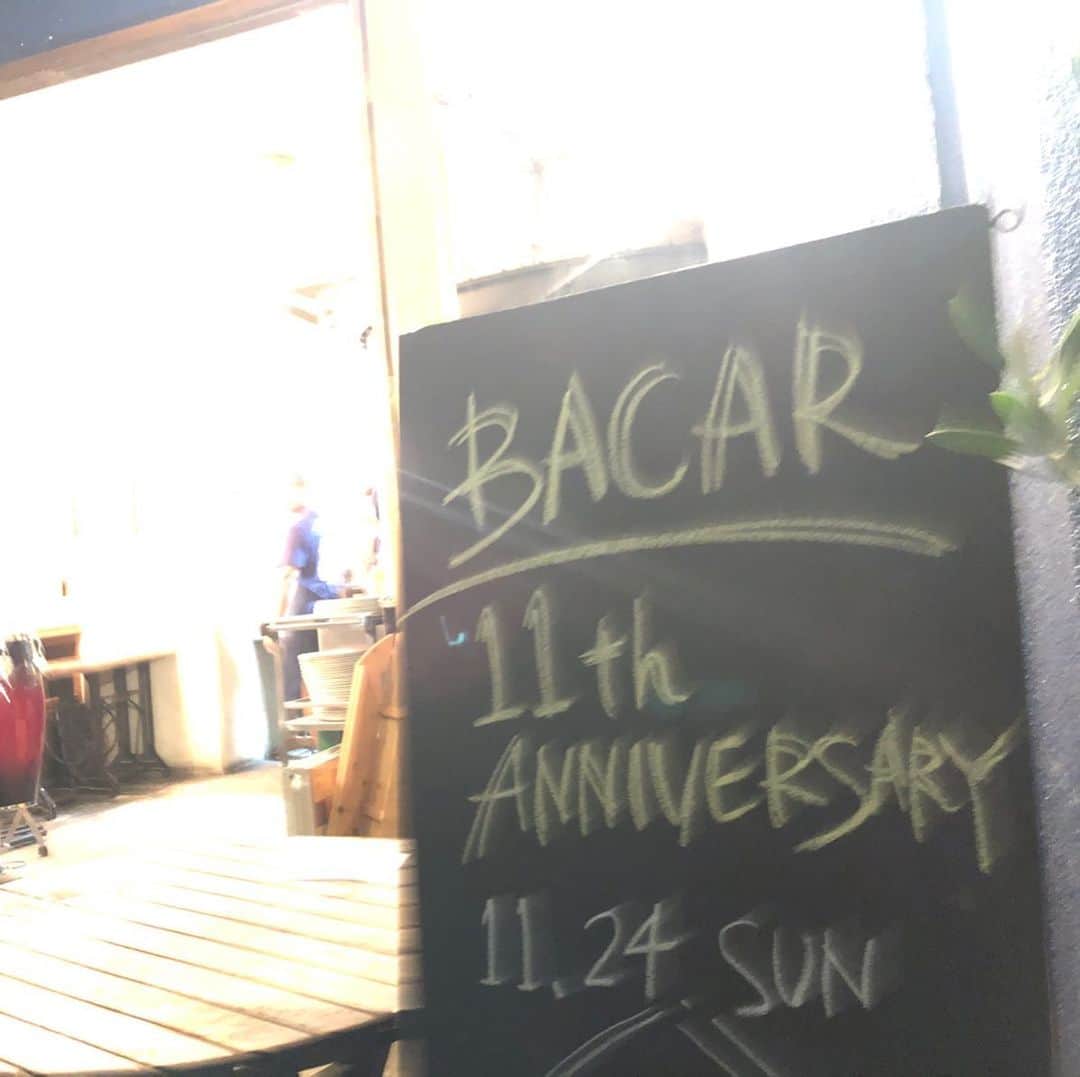 BACAR
11th
ANNIVERSARY
11.24 SUN